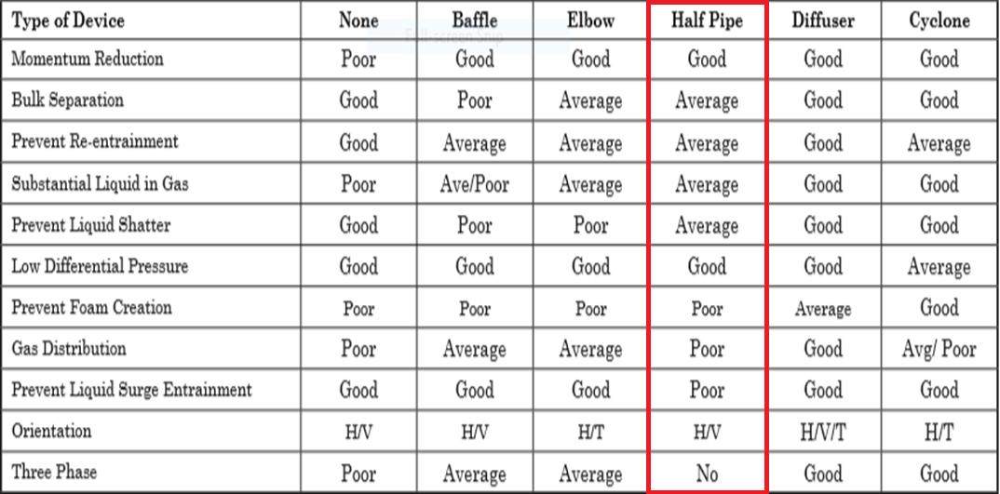 Type of Device None Baffle Elbow Half Pipe Diffuser Cyclone
Full-screen Snip
Momentum Reduction Poor Good Good Good Good Good
Bulk Separation Good Poor Average Average Good Good
Prevent Re-entrainment Good Average Average Average Good Average
Substantial Liquid in Gas Poor Ave/Poor Average Average Good Good
Prevent Liquid Shatter Good Poor Poor Average Good Good
Low Differential Pressure Good Good Good Good Good Average
Prevent Foam Creation Poor Poor Poor Poor Average Good
Gas Distribution Poor Average Average Poor Good Avg/ Poor
Prevent Liquid Surge Entrainment Good Good Good Poor Good Good
Orientation H/V H/V H/T H/V H/V/T H/T
Three Phase Poor Average Average No Good Good